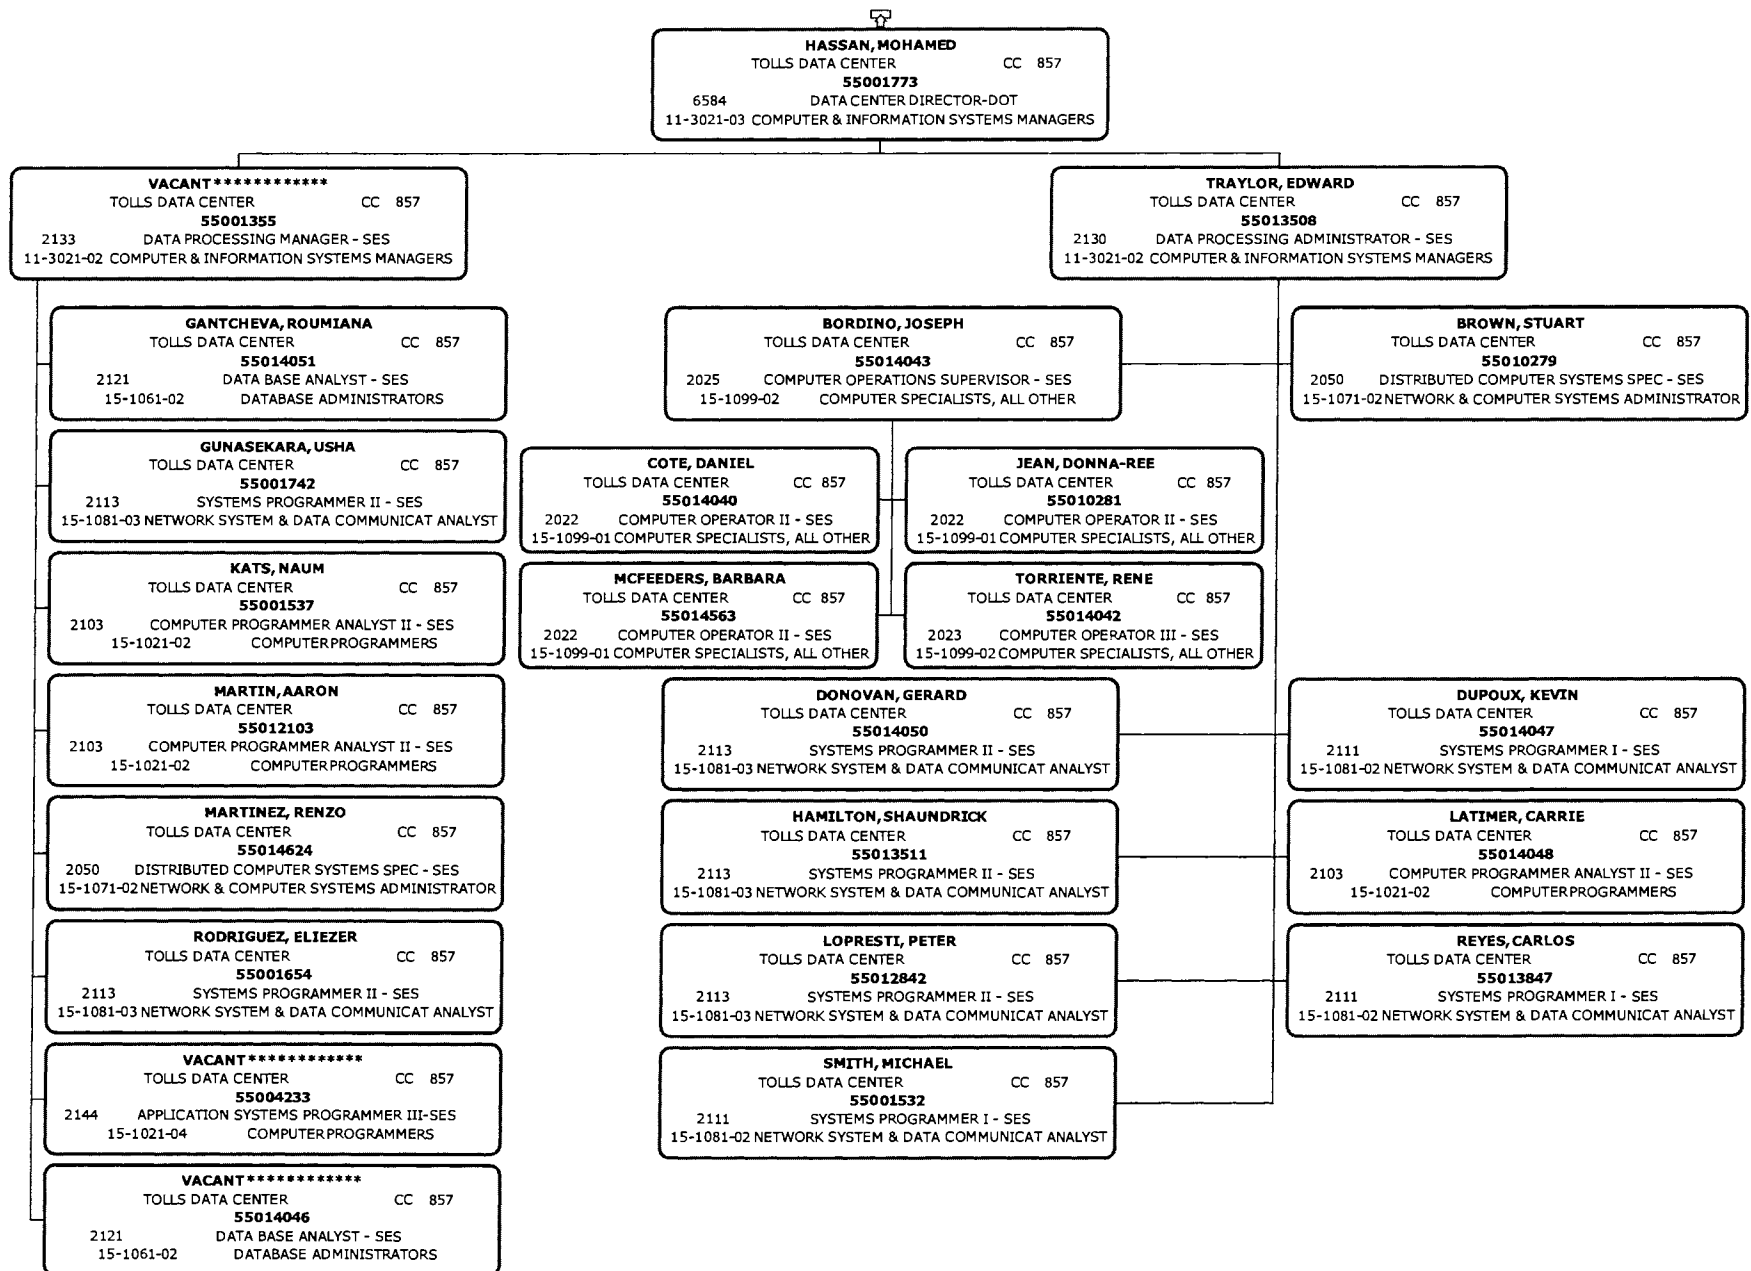 HASSAN, MOHAMED
TOLLS DATA CENTER CC 857
55001773
6584 DATA CENTER DIRECTOR-DOT
11-3021-03 COMPUTER & INFORMATION SYSTEMS MANAGERS
VACANT************
TOLLS DATA CENTER CC 857
55001355
2133 DATA PROCESSING MANAGER - SES
11-3021-02 COMPUTER & INFORMATION SYSTEMS MANAGERS
TRAYLOR, EDWARD
TOLLS DATA CENTER CC 857
55013508
2130 DATA PROCESSING ADMINISTRATOR - SES
11-3021-02 COMPUTER & INFORMATION SYSTEMS MANAGERS
GANTCHEVA, ROUMIANA
TOLLS DATA CENTER CC 857
55014051
2121 DATA BASE ANALYST - SES
15-1061-02 DATABASE ADMINISTRATORS
GUNASEKARA, USHA
TOLLS DATA CENTER CC 857
55001742
2113 SYSTEMS PROGRAMMER II - SES
15-1081-03 NETWORK SYSTEM & DATA COMMUNICAT ANALYST
KATS, NAUM
TOLLS DATA CENTER CC 857
55001537
2103 COMPUTER PROGRAMMER ANALYST II - SES
15-1021-02 COMPUTER PROGRAMMERS
MARTIN, AARON
TOLLS DATA CENTER CC 857
55012103
2103 COMPUTER PROGRAMMER ANALYST II - SES
15-1021-02 COMPUTER PROGRAMMERS
MARTINEZ, RENZO
TOLLS DATA CENTER CC 857
55014624
2050 DISTRIBUTED COMPUTER SYSTEMS SPEC - SES
15-1071-02 NETWORK & COMPUTER SYSTEMS ADMINISTRATOR
RODRIGUEZ, ELIEZER
TOLLS DATA CENTER CC 857
55001654
2113 SYSTEMS PROGRAMMER II - SES
15-1081-03 NETWORK SYSTEM & DATA COMMUNICAT ANALYST
VACANT************
TOLLS DATA CENTER CC 857
55004233
2144 APPLICATION SYSTEMS PROGRAMMER III-SES
15-1021-04 COMPUTER PROGRAMMERS
VACANT************
TOLLS DATA CENTER CC 857
55014046
2121 DATA BASE ANALYST - SES
15-1061-02 DATABASE ADMINISTRATORS
BORDINO, JOSEPH
TOLLS DATA CENTER CC 857
55014043
2025 COMPUTER OPERATIONS SUPERVISOR - SES
15-1099-02 COMPUTER SPECIALISTS, ALL OTHER
BROWN, STUART
TOLLS DATA CENTER CC 857
55010279
2050 DISTRIBUTED COMPUTER SYSTEMS SPEC - SES
15-1071-02 NETWORK & COMPUTER SYSTEMS ADMINISTRATOR
COTE, DANIEL
TOLLS DATA CENTER CC 857
55014040
2022 COMPUTER OPERATOR II - SES
15-1099-01 COMPUTER SPECIALISTS, ALL OTHER
JEAN, DONNA-REE
TOLLS DATA CENTER CC 857
55010281
2022 COMPUTER OPERATOR II - SES
15-1099-01 COMPUTER SPECIALISTS, ALL OTHER
MCFEEDERS, BARBARA
TOLLS DATA CENTER CC 857
55014563
2022 COMPUTER OPERATOR II - SES
15-1099-01 COMPUTER SPECIALISTS, ALL OTHER
TORRIENTE, RENE
TOLLS DATA CENTER CC 857
55014042
2023 COMPUTER OPERATOR III - SES
15-1099-02 COMPUTER SPECIALISTS, ALL OTHER
DONOVAN, GERARD
TOLLS DATA CENTER CC 857
55014050
2113 SYSTEMS PROGRAMMER II - SES
15-1081-03 NETWORK SYSTEM & DATA COMMUNICAT ANALYST
DUPOUX, KEVIN
TOLLS DATA CENTER CC 857
55014047
2111 SYSTEMS PROGRAMMER I - SES
15-1081-02 NETWORK SYSTEM & DATA COMMUNICAT ANALYST
HAMILTON, SHAUNDRICK
TOLLS DATA CENTER CC 857
55013511
2113 SYSTEMS PROGRAMMER II - SES
15-1081-03 NETWORK SYSTEM & DATA COMMUNICAT ANALYST
LATIMER, CARRIE
TOLLS DATA CENTER CC 857
55014048
2103 COMPUTER PROGRAMMER ANALYST II - SES
15-1021-02 COMPUTER PROGRAMMERS
LOPRESTI, PETER
TOLLS DATA CENTER CC 857
55012842
2113 SYSTEMS PROGRAMMER II - SES
15-1081-03 NETWORK SYSTEM & DATA COMMUNICAT ANALYST
REYES, CARLOS
TOLLS DATA CENTER CC 857
55013847
2111 SYSTEMS PROGRAMMER I - SES
15-1081-02 NETWORK SYSTEM & DATA COMMUNICAT ANALYST
SMITH, MICHAEL
TOLLS DATA CENTER CC 857
55001532
2111 SYSTEMS PROGRAMMER I - SES
15-1081-02 NETWORK SYSTEM & DATA COMMUNICAT ANALYST